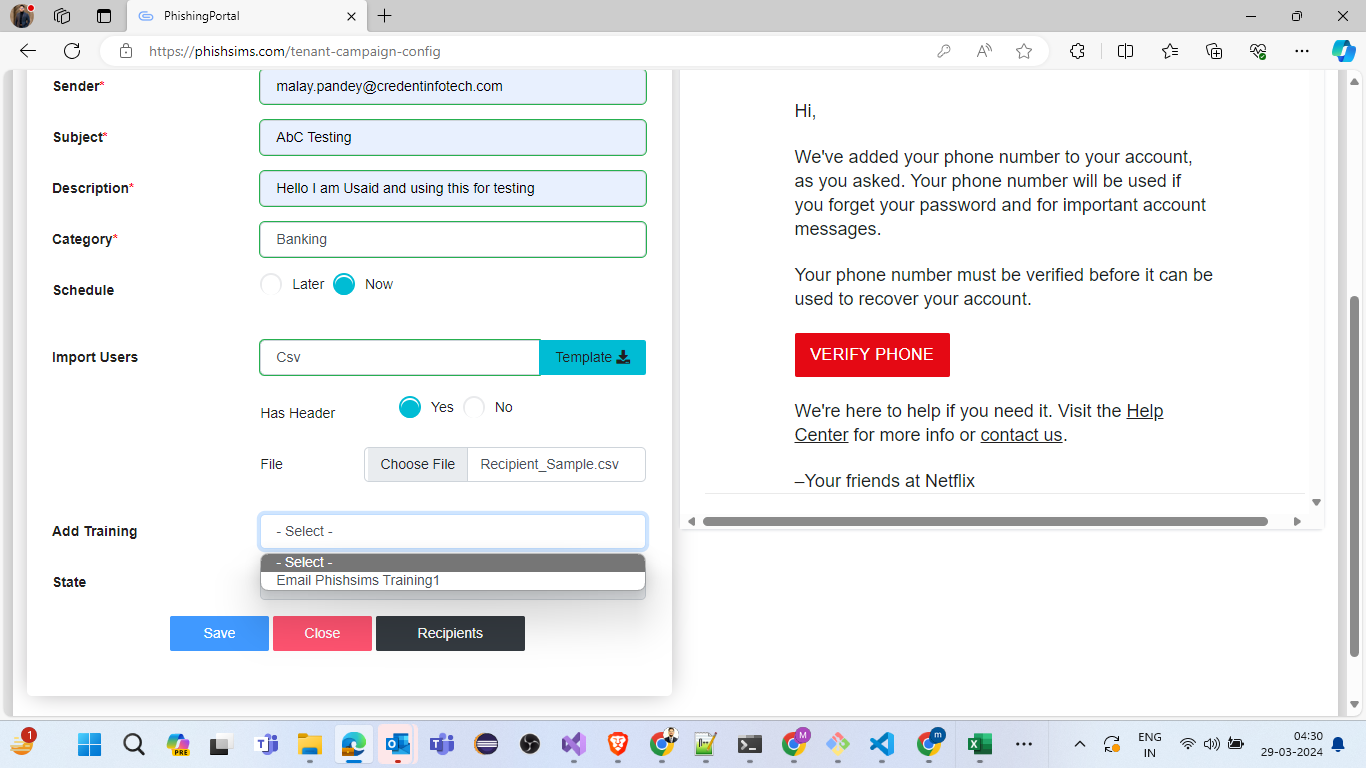 PhishingPortal
https://phishsims.com/tenant-campaign-config
Sender*
malay.pandey@credentinfotech.com
Subject*
AbC Testing
Description*
Hello I am Usaid and using this for testing
Category*
Banking
Schedule
Later
Now
Import Users
Csv
Template
Has Header
Yes
No
File
Choose File
Recipient_Sample.csv
Add Training
- Select -
- Select -
Email Phishsims Training1
State
Save
Close
Recipients
Hi,
We've added your phone number to your account,
as you asked. Your phone number will be used if
you forget your password and for important account
messages.
Your phone number must be verified before it can be
used to recover your account.
VERIFY PHONE
We're here to help if you need it. Visit the Help
Center for more info or contact us.
–Your friends at Netflix
1
PRE
M
m
ENG
IN
04:30
29-03-2024